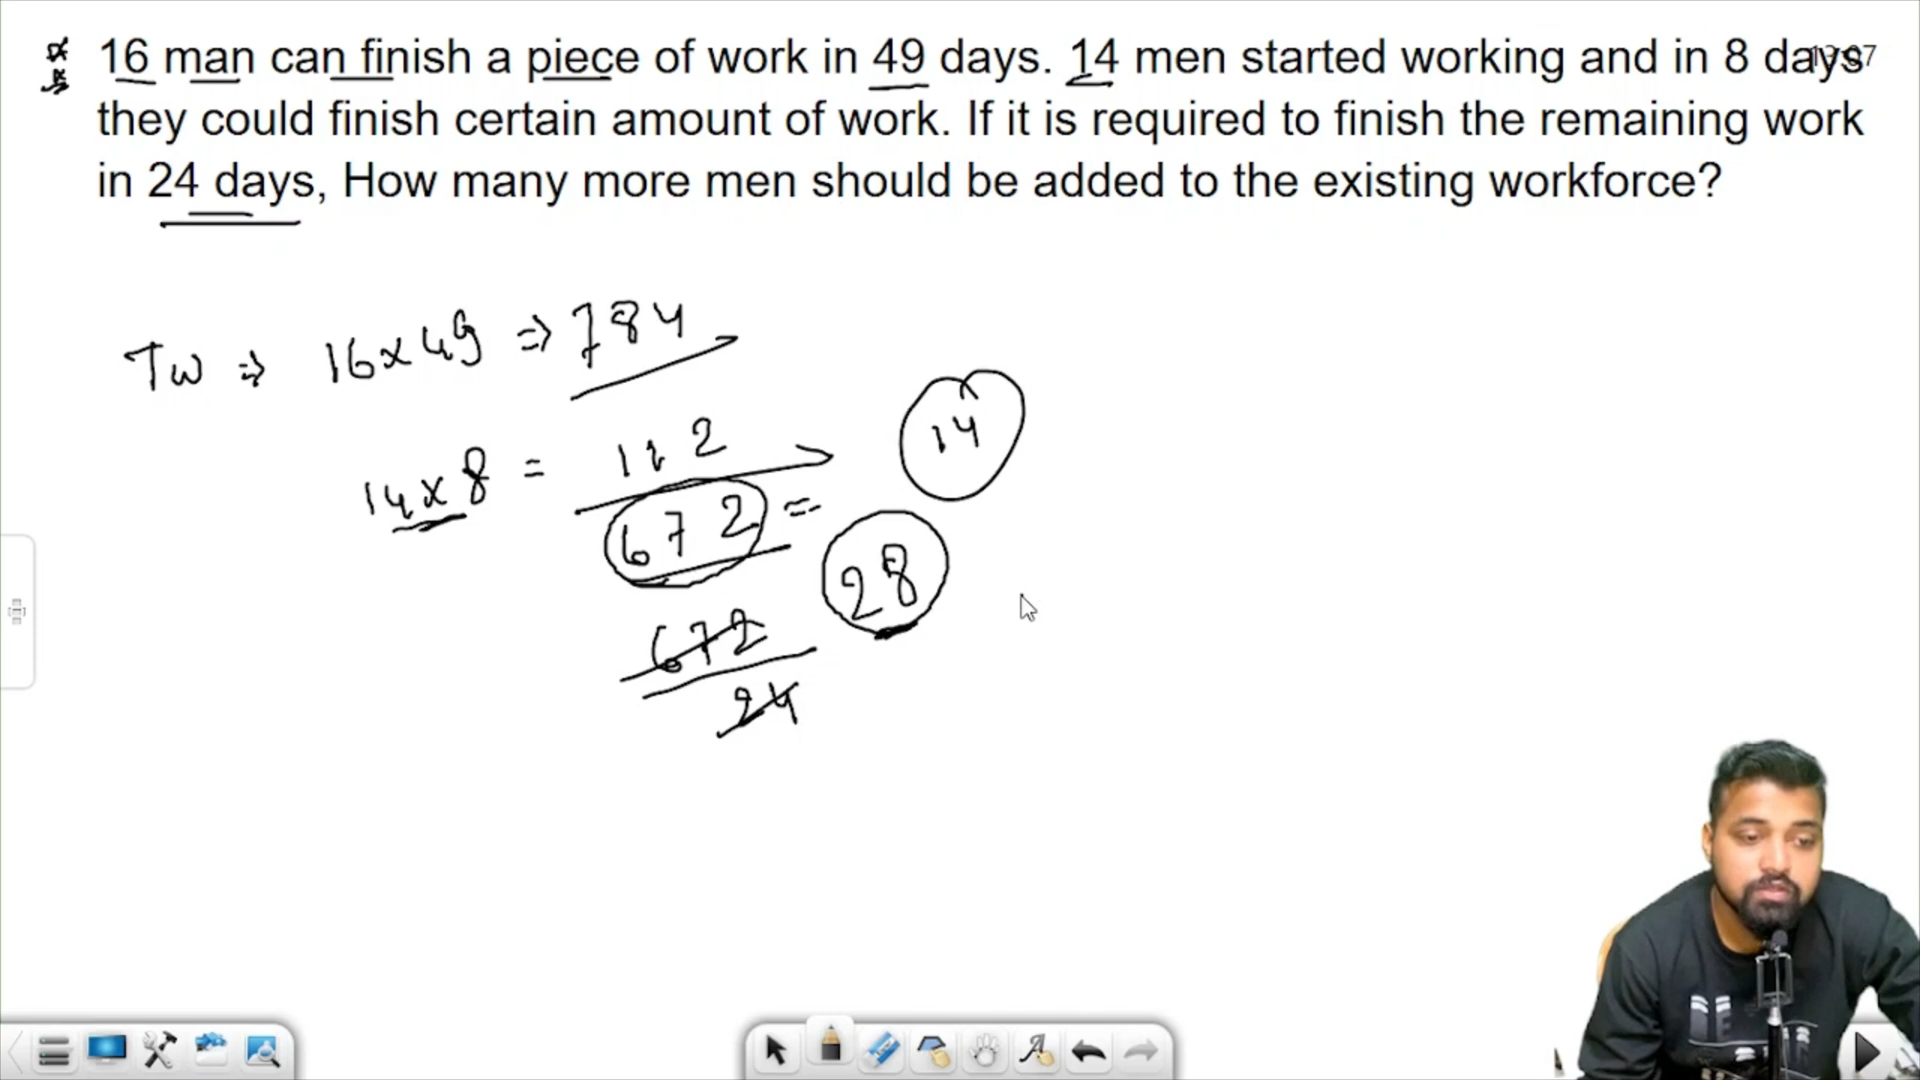 16 man can finish a piece of work in 49 days. 14 men started working and in 8 days
13:07
they could finish certain amount of work. If it is required to finish the remaining work
in 24 days, How many more men should be added to the existing workforce?
TW ⇒ 16×49 ⇒ 784
14×8 = 112
14
672 =
28
672
24